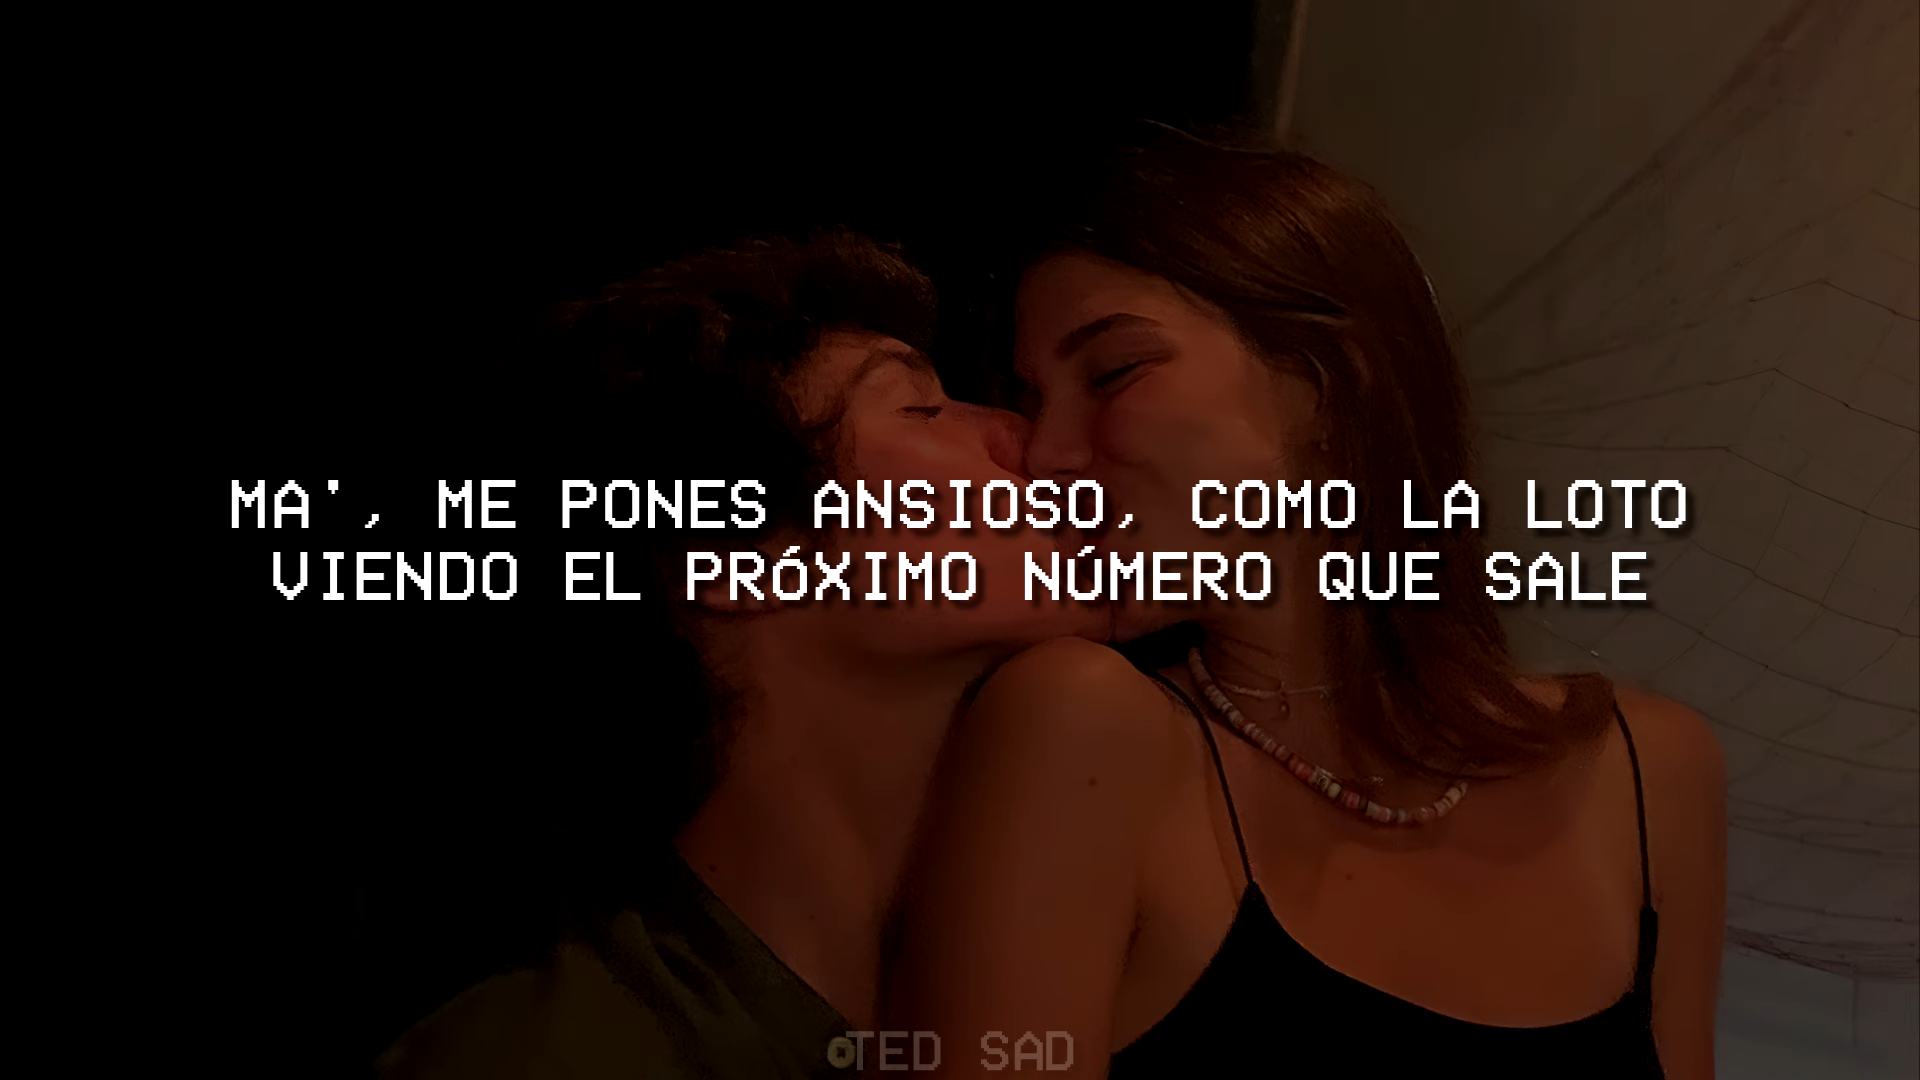 MA', ME PONES ANSIOSO, COMO LA LOTO
VIENDO EL PRÓXIMO NÚMERO QUE SALE
TED SAD